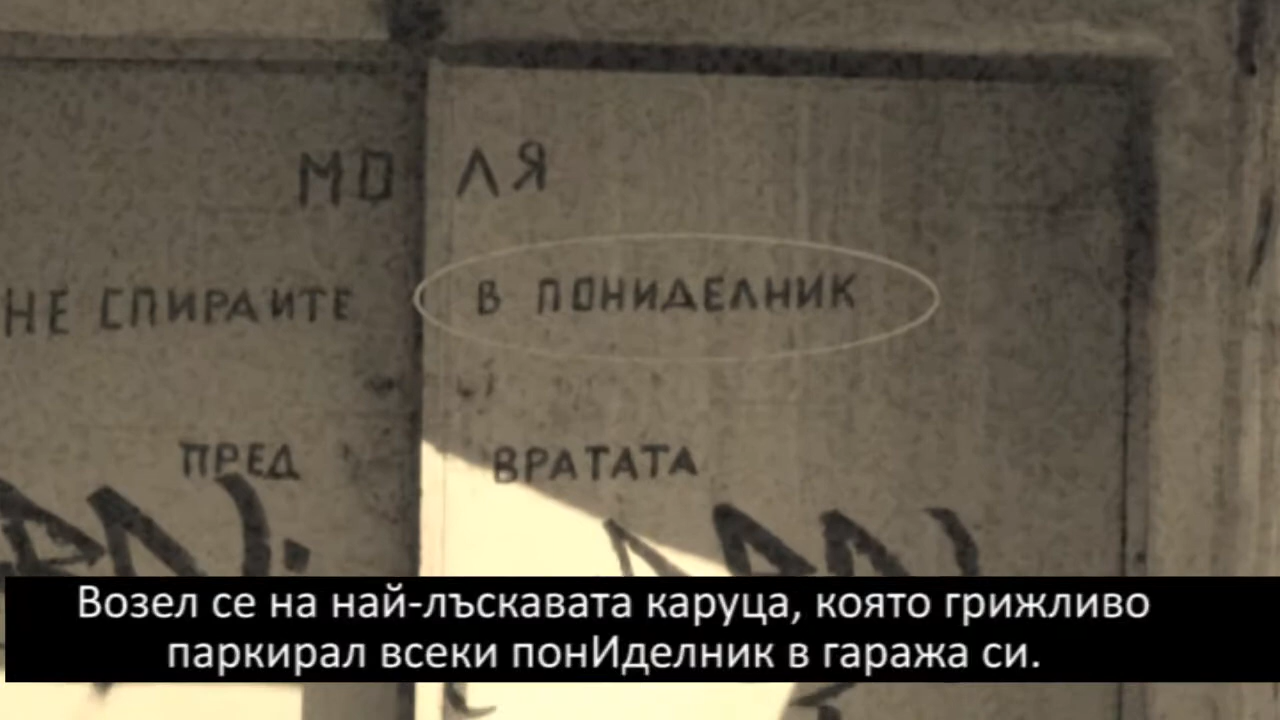 МОЛЯ
НЕ СПИРАЙТЕ В ПОНИДЕЛНИК
ПРЕД ВРАТАТА
Возел се на най-лъскавата каруца, която грижливо
паркирал всеки понИделник в гаража си.